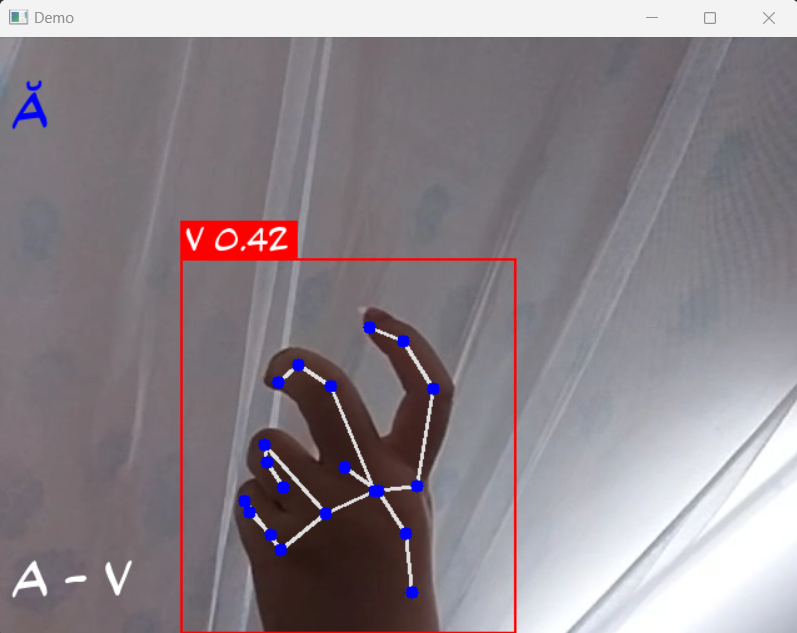 Demo
Ă
V 0.42
A - V